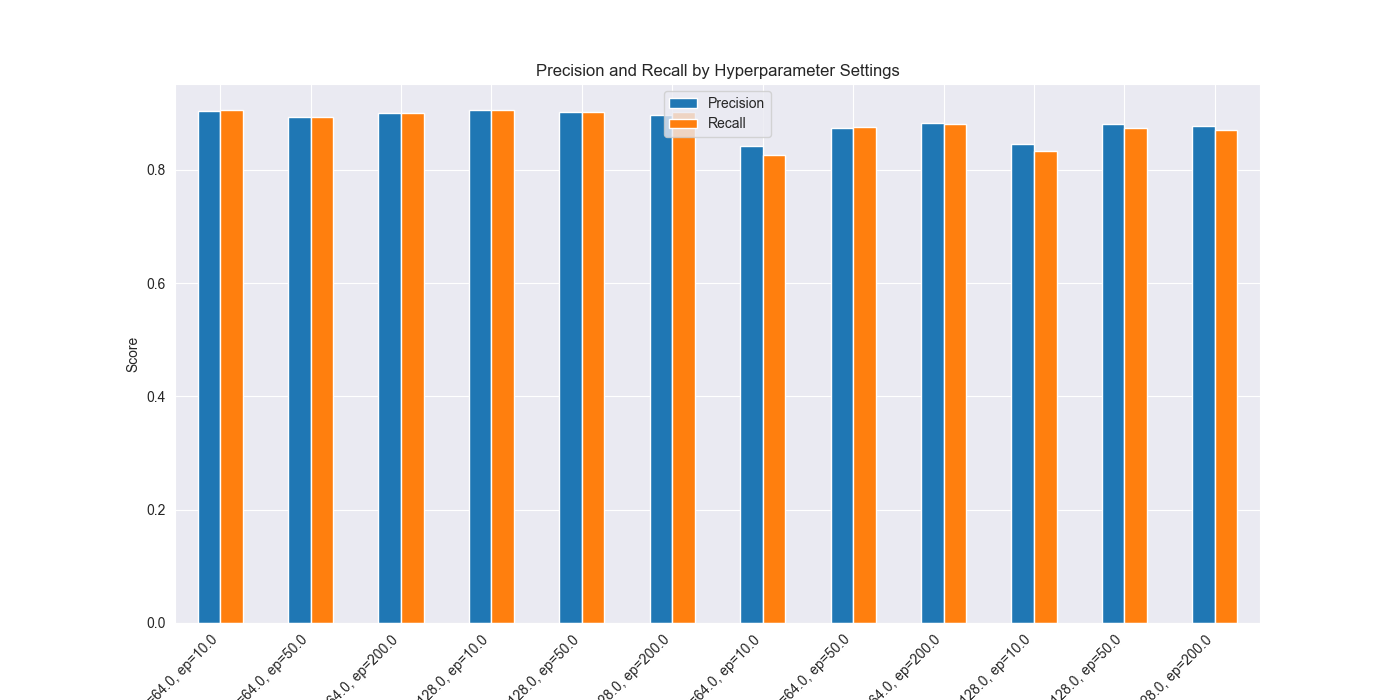 Precision and Recall by Hyperparameter Settings
Precision
Recall
Score
0.8
0.6
0.4
0.2
0.0
=64.0, ep=10.0
=64.0, ep=50.0
64.0, ep=200.0
128.0, ep=10.0
128.0, ep=50.0
28.0, ep=200.0
=64.0, ep=10.0
=64.0, ep=50.0
64.0, ep=200.0
128.0, ep=10.0
128.0, ep=50.0
28.0, ep=200.0